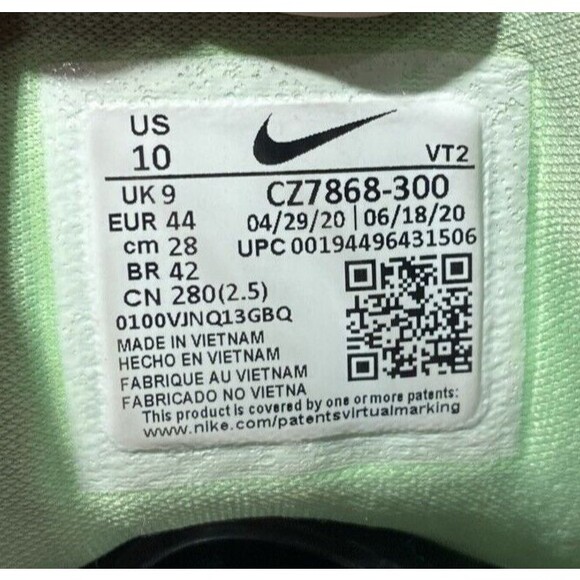 US
10
VT2
UK 9
CZ7868-300
EUR 44
04/29/20 | 06/18/20
cm 28
UPC 00194496431506
BR 42
CN 280(2.5)
0100VJNQ13GBQ
MADE IN VIETNAM
HECHO EN VIETNAM
FABRIQUE AU VIETNAM
FABRICADO NO VIETNA
This product is covered by one or more patents:
www.nike.com/patentsvirtualmarking